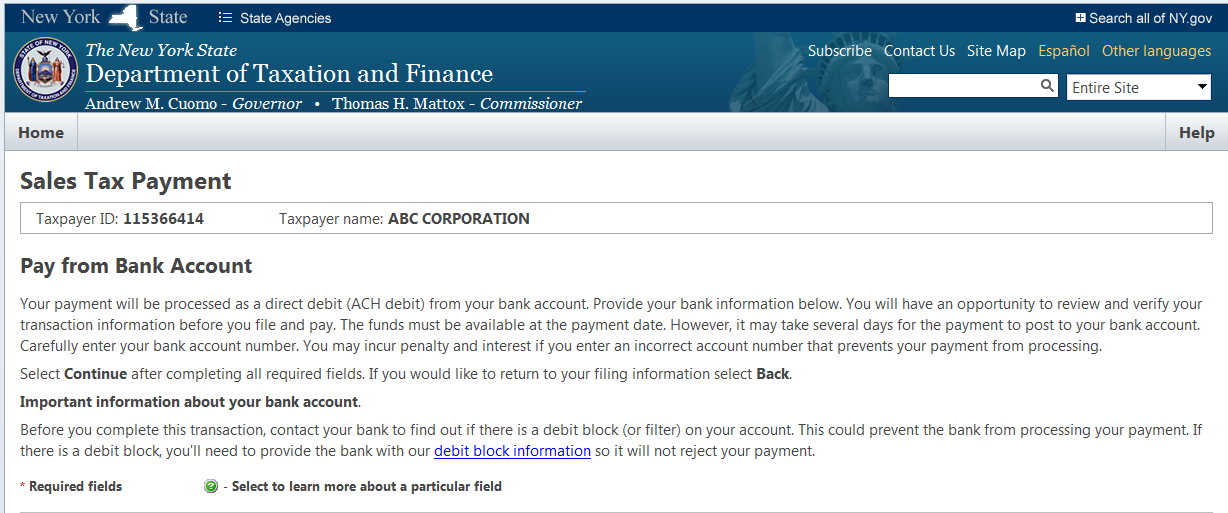 New York State
State Agencies
Search all of NY.gov
The New York State
Department of Taxation and Finance
Andrew M. Cuomo - Governor • Thomas H. Mattox - Commissioner
Subscribe Contact Us Site Map Español Other languages
Entire Site
Home
Help
Sales Tax Payment
Taxpayer ID: 115366414 Taxpayer name: ABC CORPORATION
Pay from Bank Account
Your payment will be processed as a direct debit (ACH debit) from your bank account. Provide your bank information below. You will have an opportunity to review and verify your
transaction information before you file and pay. The funds must be available at the payment date. However, it may take several days for the payment to post to your bank account.
Carefully enter your bank account number. You may incur penalty and interest if you enter an incorrect account number that prevents your payment from processing.
Select Continue after completing all required fields. If you would like to return to your filing information select Back.
Important information about your bank account.
Before you complete this transaction, contact your bank to find out if there is a debit block (or filter) on your account. This could prevent the bank from processing your payment. If
there is a debit block, you'll need to provide the bank with our debit block information so it will not reject your payment.
* Required fields ? - Select to learn more about a particular field